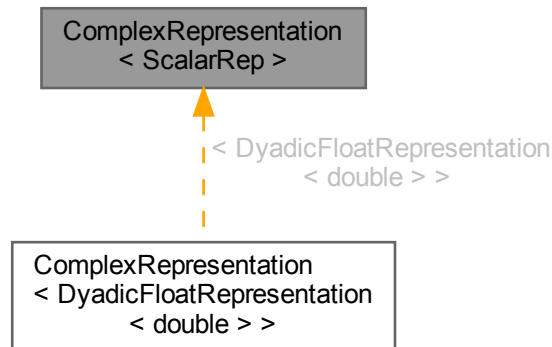 ComplexRepresentation
< ScalarRep >
< DyadicFloatRepresentation
< double > >
ComplexRepresentation
< DyadicFloatRepresentation
< double > >